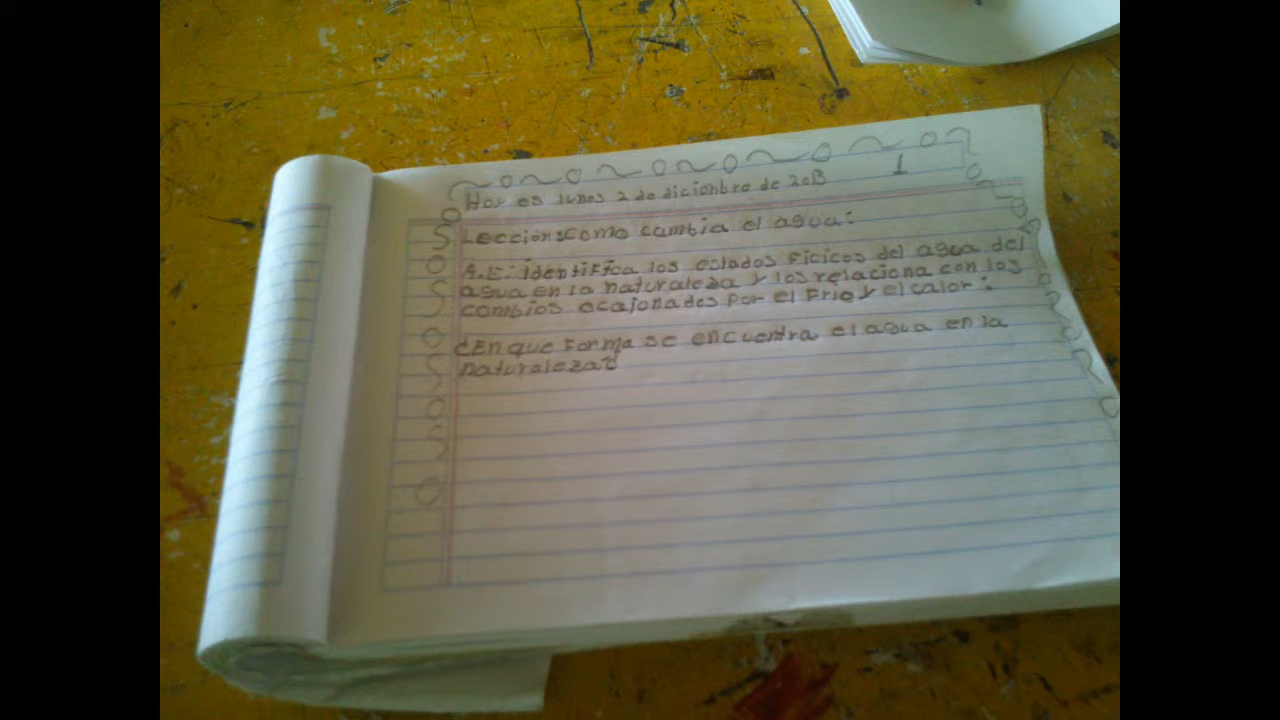 Hoy es lunes 2 de diciembre de 2013 1
Lección: como cambia el agua:
A.E: identifica los estados ficicos del agua del
agua en la naturaleza y los relaciona con los
cambios ocajonados por el frio y el calor:
¿En que forma se encuentra el agua en la
naturaleza?